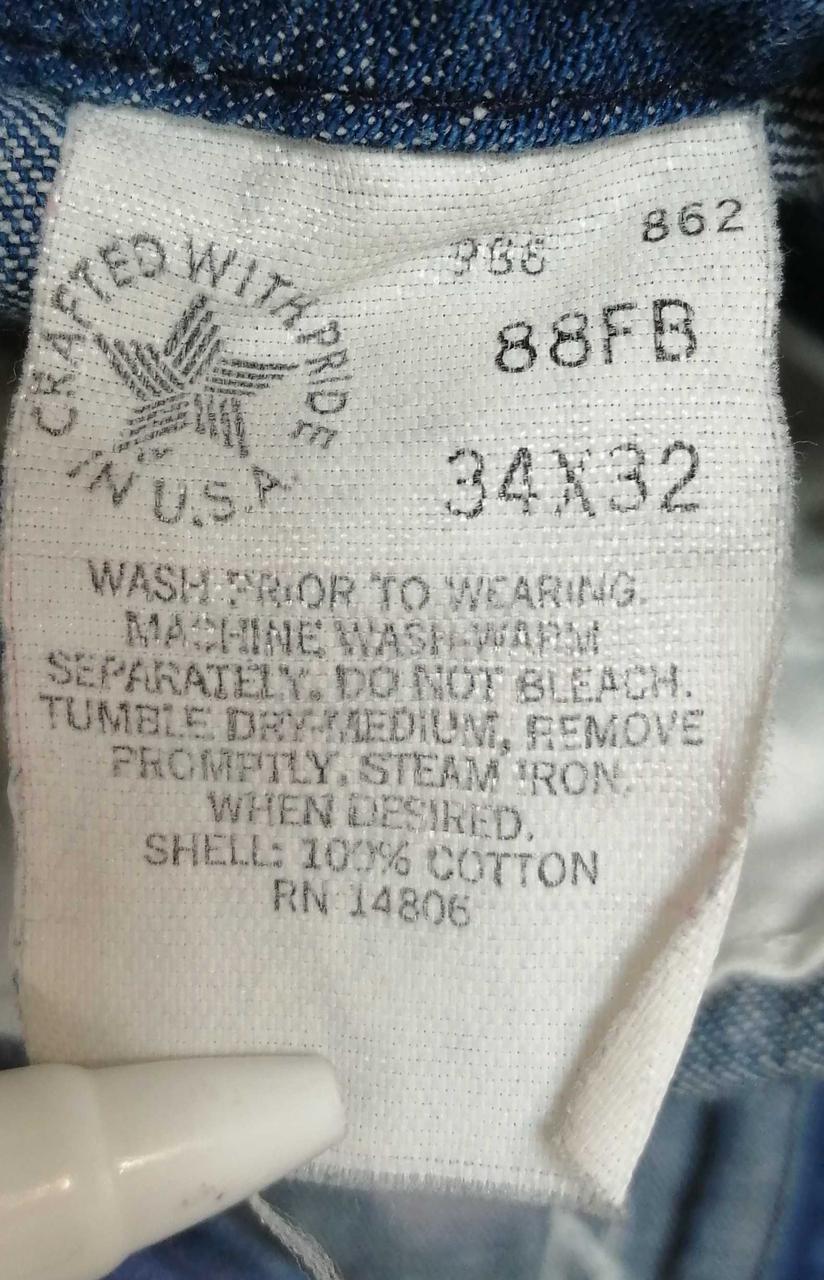 862
88FB
34X32
CRAFTED WITH PRIDE
IN U.S.A.
WASH PRIOR TO WEARING.
MACHINE WASH-WARM
SEPARATELY. DO NOT BLEACH.
TUMBLE DRY-MEDIUM, REMOVE
PROMPTLY. STEAM IRON.
WHEN DESIRED.
SHELL: 100% COTTON
RN 14806